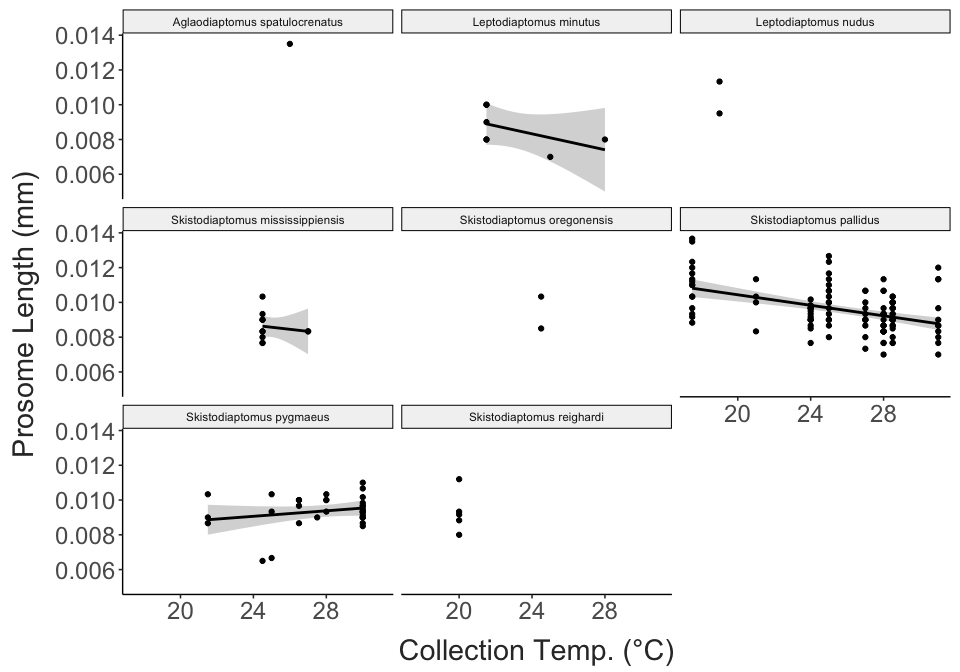 Aglaodiaptomus spatulocrenatus
Leptodiaptomus minutus
Leptodiaptomus nudus
0.014
0.012
0.010
0.008
0.006
Skistodiaptomus mississippiensis
Skistodiaptomus oregonensis
Skistodiaptomus pallidus
0.014
0.012
0.010
0.008
0.006
20 24 28
Skistodiaptomus pygmaeus
Skistodiaptomus reighardi
0.014
0.012
0.010
0.008
0.006
20 24 28
20 24 28
Prosome Length (mm)
Collection Temp. (°C)